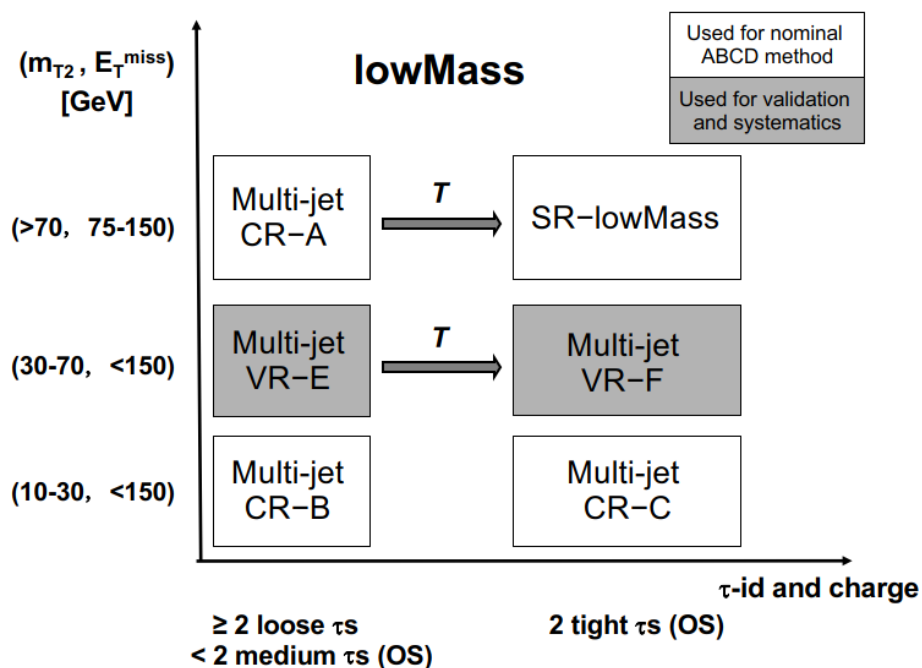 (mT2 , ETmiss)
[GeV]
lowMass
Used for nominal
ABCD method
Used for validation
and systematics
(>70, 75-150)
Multi-jet
CR−A
T
SR−lowMass
(30-70, <150)
Multi-jet
VR−E
T
Multi-jet
VR−F
(10-30, <150)
Multi-jet
CR−B
Multi-jet
CR−C
τ-id and charge
≥ 2 loose τs
< 2 medium τs (OS)
2 tight τs (OS)